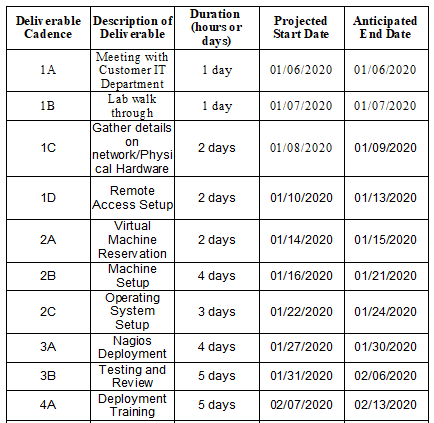 Deliverable Cadence Description of Deliverable Duration (hours or days) Projected Start Date Anticipated End Date
1A Meeting with Customer IT Department 1 day 01/06/2020 01/06/2020
1B Lab walk through 1 day 01/07/2020 01/07/2020
1C Gather details on network/Physical Hardware 2 days 01/08/2020 01/09/2020
1D Remote Access Setup 2 days 01/10/2020 01/13/2020
2A Virtual Machine Reservation 2 days 01/14/2020 01/15/2020
2B Machine Setup 4 days 01/16/2020 01/21/2020
2C Operating System Setup 3 days 01/22/2020 01/24/2020
3A Nagios Deployment 4 days 01/27/2020 01/30/2020
3B Testing and Review 5 days 01/31/2020 02/06/2020
4A Deployment Training 5 days 02/07/2020 02/13/2020